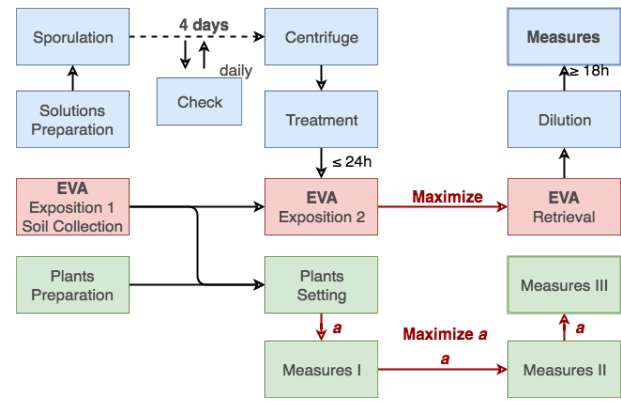 Sporulation
4 days
Centrifuge
Measures
daily
Check
≥ 18h
Solutions
Preparation
Treatment
Dilution
≤ 24h
EVA
Exposition 1
Soil Collection
EVA
Exposition 2
Maximize
EVA
Retrieval
Plants
Preparation
Plants
Setting
Measures III
a
Maximize a
a
a
Measures I
Measures II